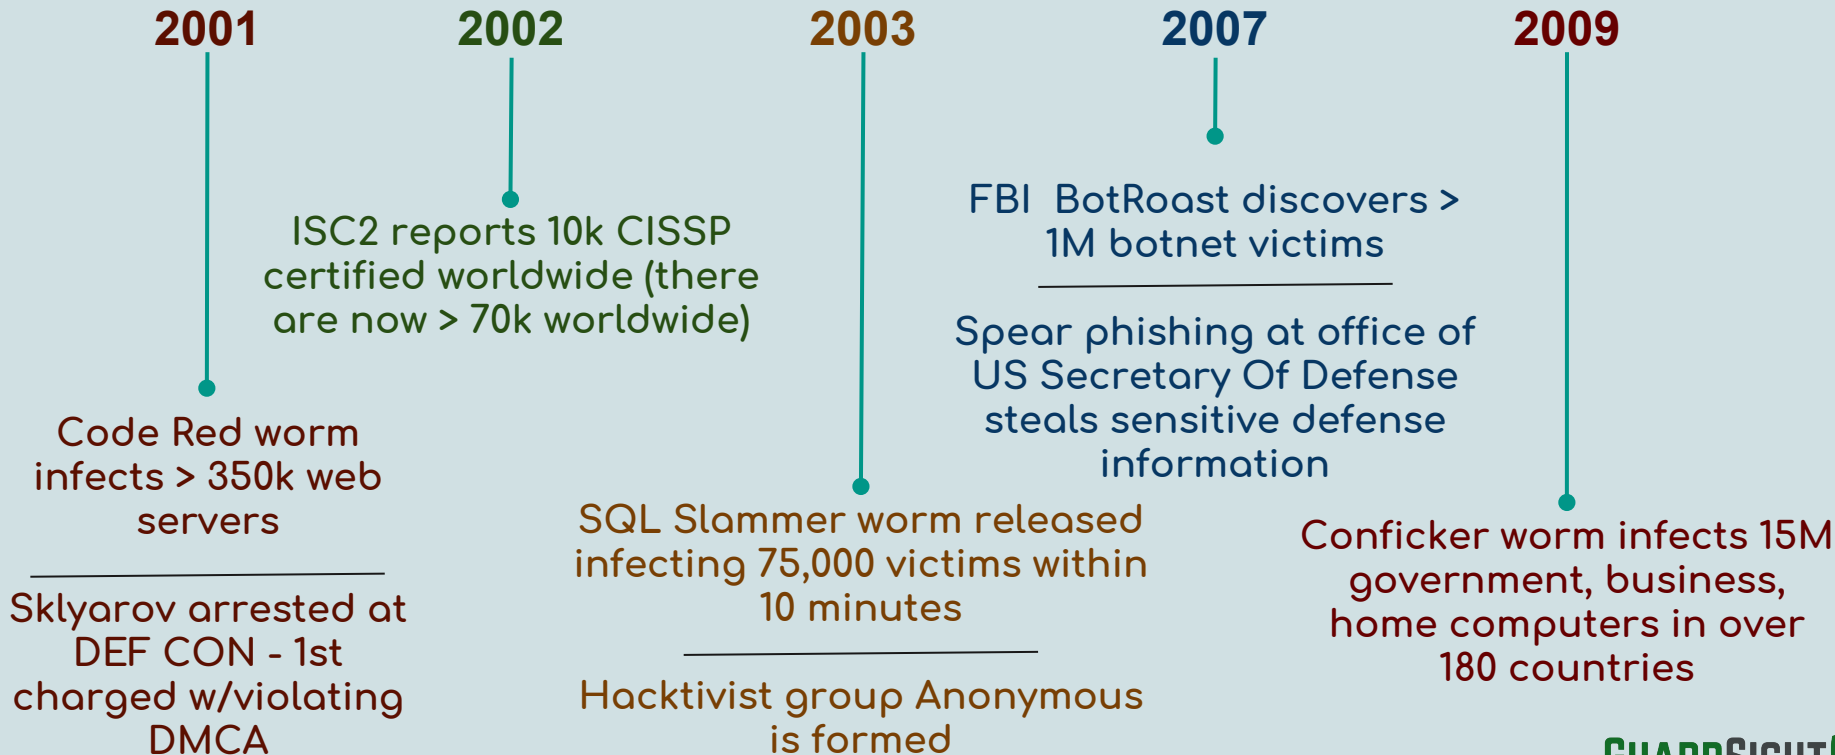 2001
Code Red worm
infects > 350k web
servers
Sklyarov arrested at
DEF CON - 1st
charged w/violating
DMCA
2002
ISC2 reports 10k CISSP
certified worldwide (there
are now > 70k worldwide)
2003
SQL Slammer worm released
infecting 75,000 victims within
10 minutes
Hacktivist group Anonymous
is formed
2007
FBI BotRoast discovers >
1M botnet victims
Spear phishing at office of
US Secretary Of Defense
steals sensitive defense
information
2009
Conficker worm infects 15M
government, business,
home computers in over
180 countries
GUARDSIGHT